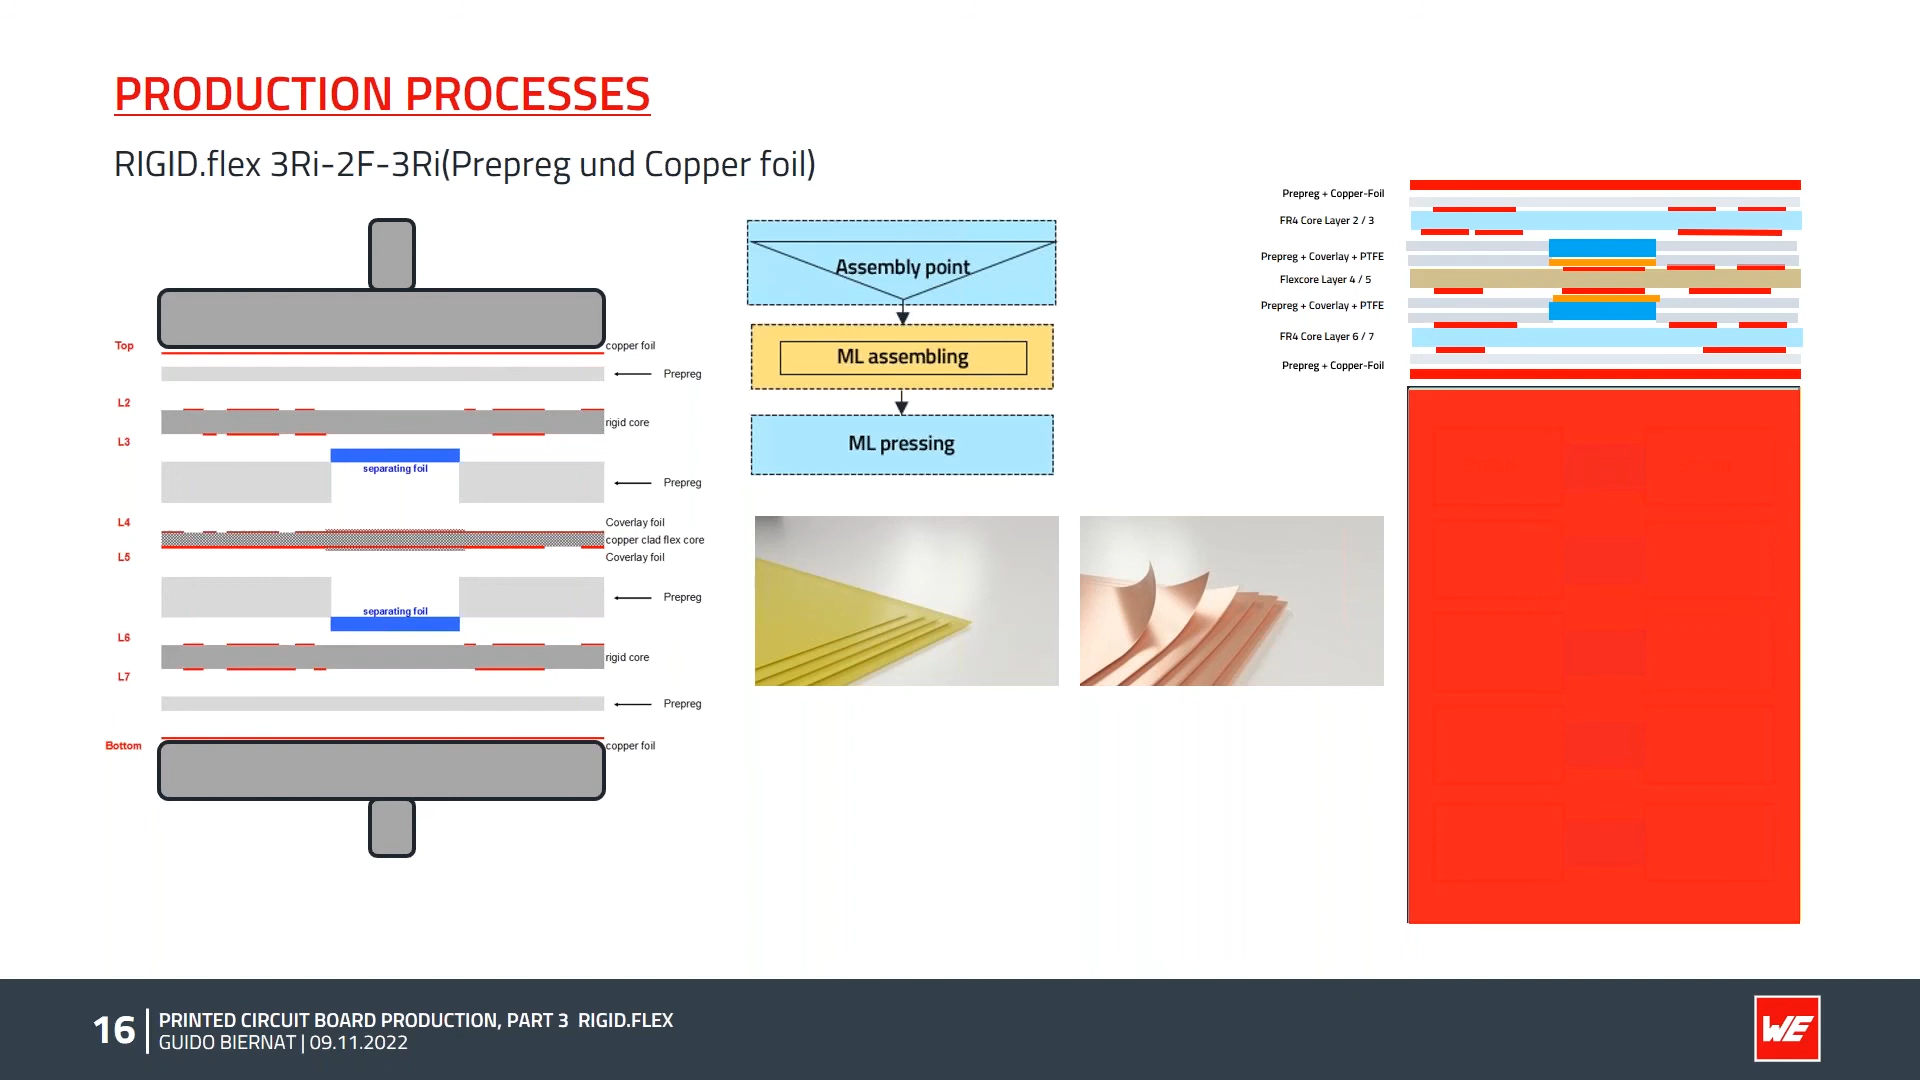 PRODUCTION PROCESSES
RIGID.flex 3Ri-2F-3Ri(Prepreg und Copper foil)
Top
copper foil
Prepreg
L2
rigid core
L3
separating foil
Prepreg
L4
Coverlay foil
copper clad flex core
L5
Coverlay foil
separating foil
Prepreg
L6
rigid core
L7
Prepreg
Bottom
copper foil
Assembly point
ML assembling
ML pressing
Prepreg + Copper-Foil
FR4 Core Layer 2 / 3
Prepreg + Coverlay + PTFE
Flexcore Layer 4 / 5
Prepreg + Coverlay + PTFE
FR4 Core Layer 6 / 7
Prepreg + Copper-Foil
16
PRINTED CIRCUIT BOARD PRODUCTION, PART 3 RIGID.FLEX
GUIDO BIERNAT | 09.11.2022
WE